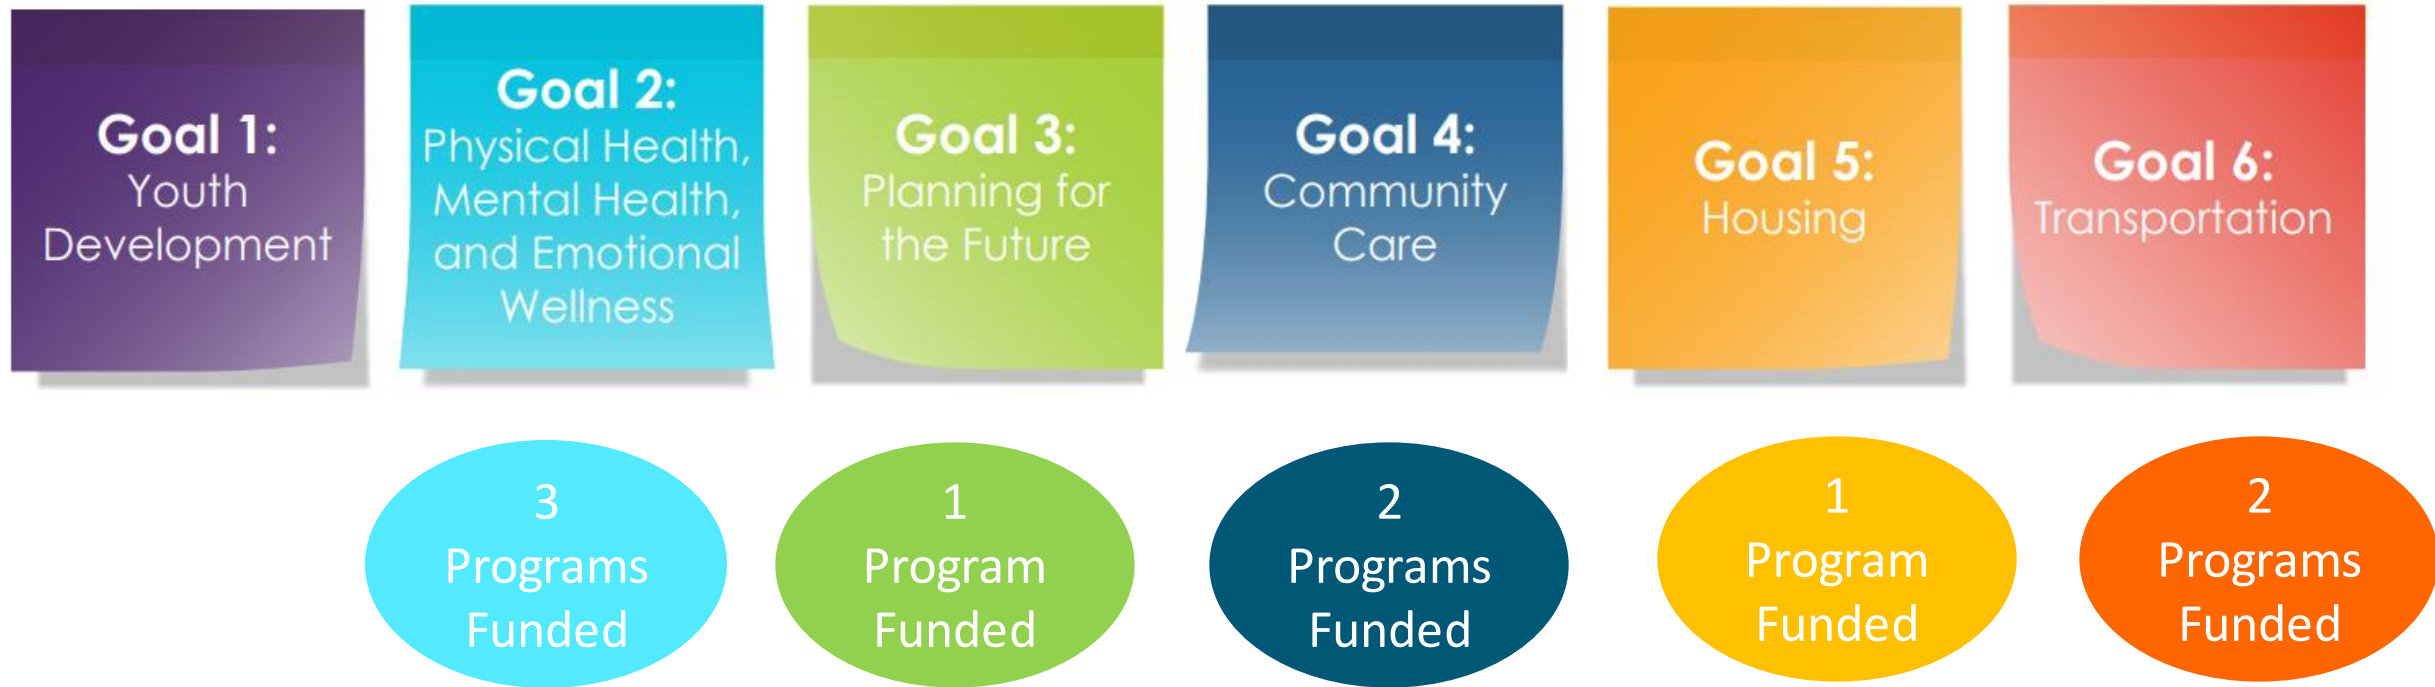 Goal 1:
Youth
Development
Goal 2:
Physical Health,
Mental Health,
and Emotional
Wellness
Goal 3:
Planning for
the Future
Goal 4:
Community
Care
Goal 5:
Housing
Goal 6:
Transportation
3
Programs
Funded
1
Program
Funded
2
Programs
Funded
1
Program
Funded
2
Programs
Funded